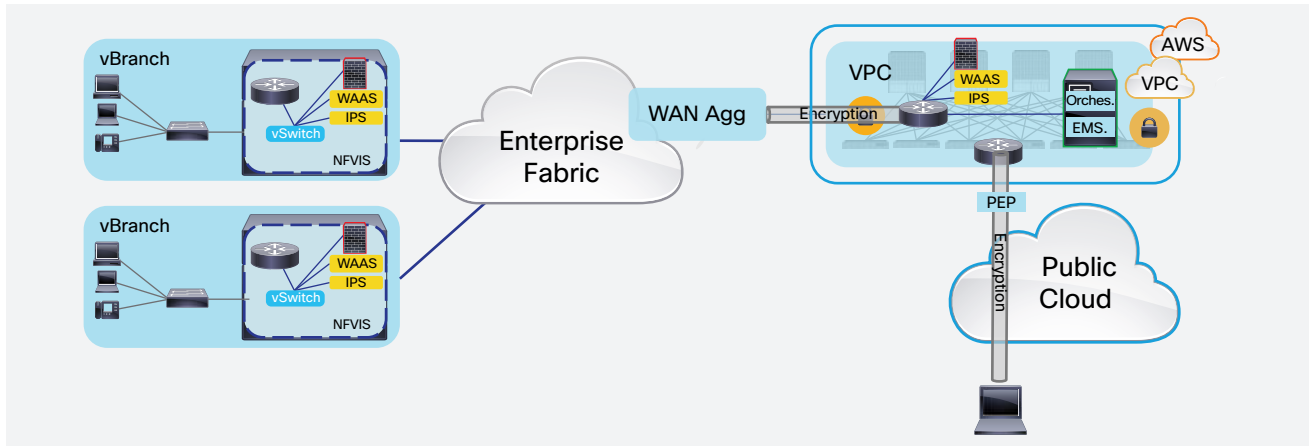 vBranch
WAAS
IPS
vSwitch
NFVIS
vBranch
WAAS
IPS
vSwitch
NFVIS
Enterprise
Fabric
WAN Agg
Encryption
VPC
WAAS
IPS
Orches.
EMS.
AWS
VPC
PEP
Encryption
Public
Cloud